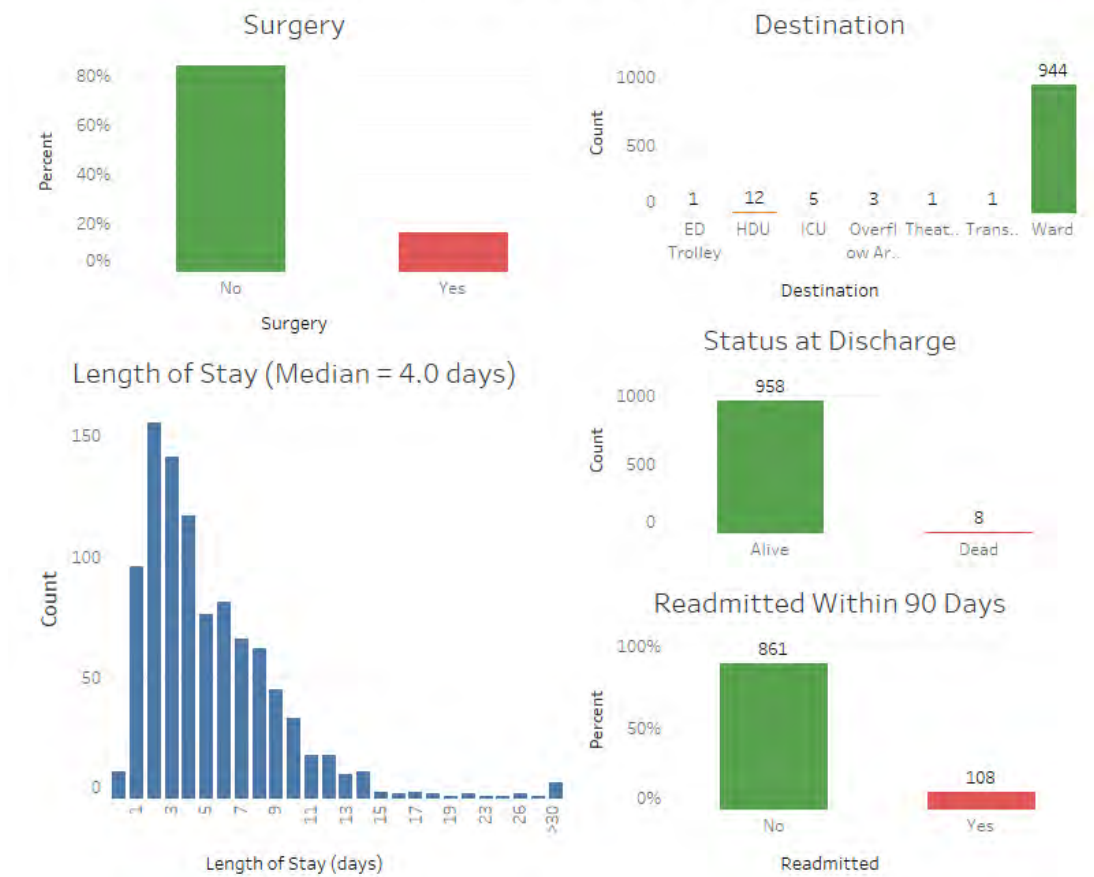 Surgery
80%
60%
40%
20%
0%
Percent
No
Yes
Surgery
Destination
1000
500
0
Count
1
12
5
3
1
1
944
ED
Trolley
HDU
ICU
Overfl
ow Ar..
Theat..
Trans..
Ward
Destination
Length of Stay (Median = 4.0 days)
150
100
50
0
Count
1
3
5
7
9
11
13
15
17
19
23
26
>30
Length of Stay (days)
Status at Discharge
1000
500
0
Count
958
8
Alive
Dead
Readmitted Within 90 Days
100%
50%
0%
Percent
861
108
No
Yes
Readmitted